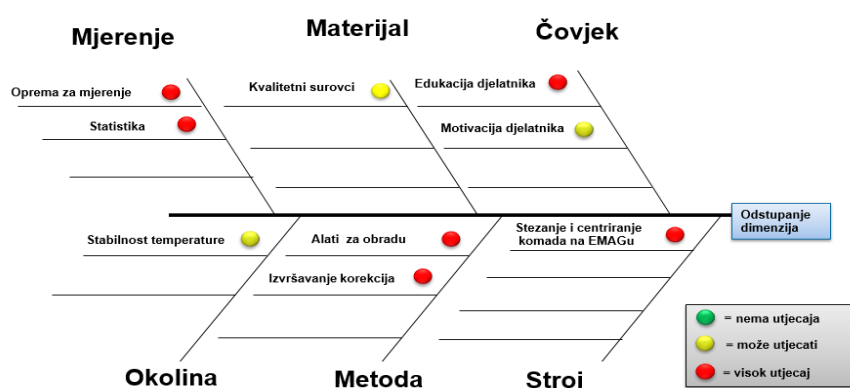 Mjerenje
Materijal
Čovjek
Oprema za mjerenje
Kvalitetni surovci
Edukacija djelatnika
Statistika
Motivacija djelatnika
Odstupanje
dimenzija
Stabilnost temperature
Alati za obradu
Stezanje i centriranje
komada na EMAGu
Izvršavanje korekcija
= nema utjecaja
= može utjecati
= visok utjecaj
Okolina
Metoda
Stroj